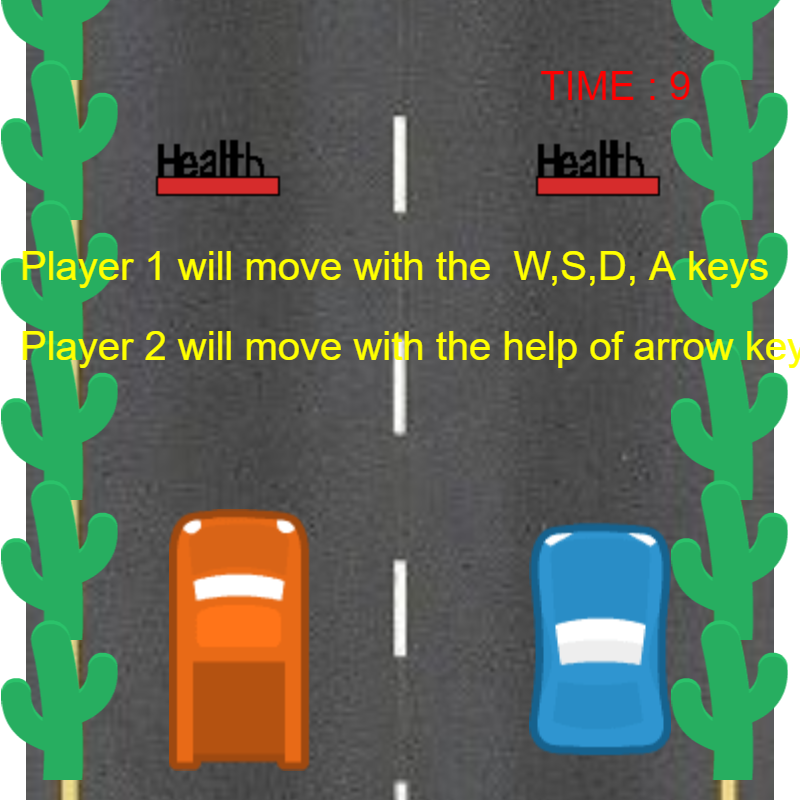 TIME : 9
Health Health
Player 1 will move with the  W,S,D, A keys
Player 2 will move with the help of arrow key